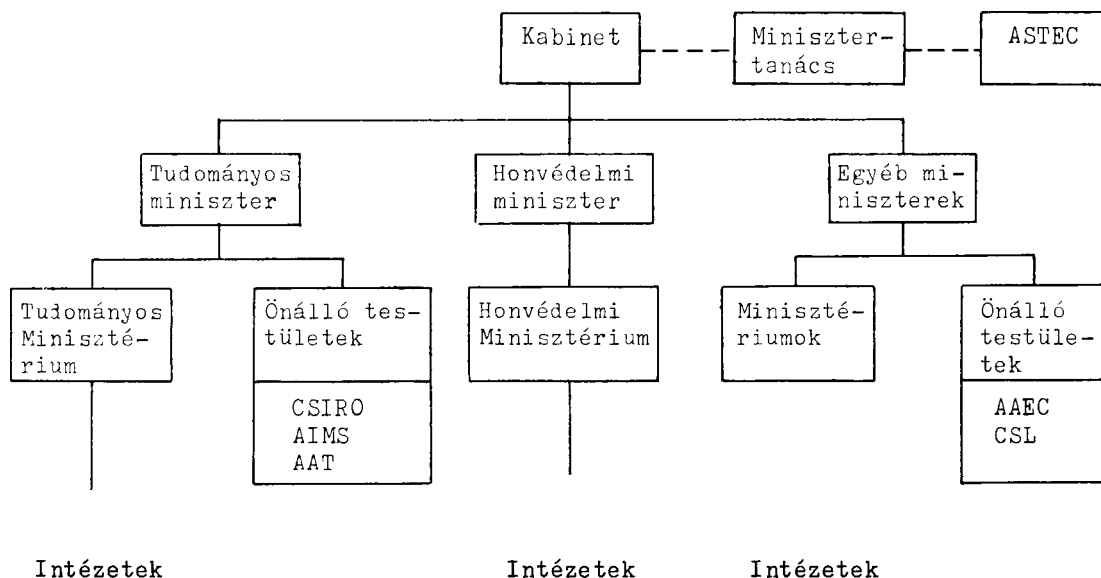 Kabinet
Miniszter-
tanács
ASTEC
Tudományos
miniszter
Honvédelmi
miniszter
Egyéb mi-
niszterek
Tudományos
Miniszté-
rium
Önálló tes-
tületek
Honvédelmi
Minisztérium
Miniszté-
riumok
Önálló
testüle-
tek
CSIRO
AIMS
AAT
AAEC
CSL
Intézetek
Intézetek
Intézetek